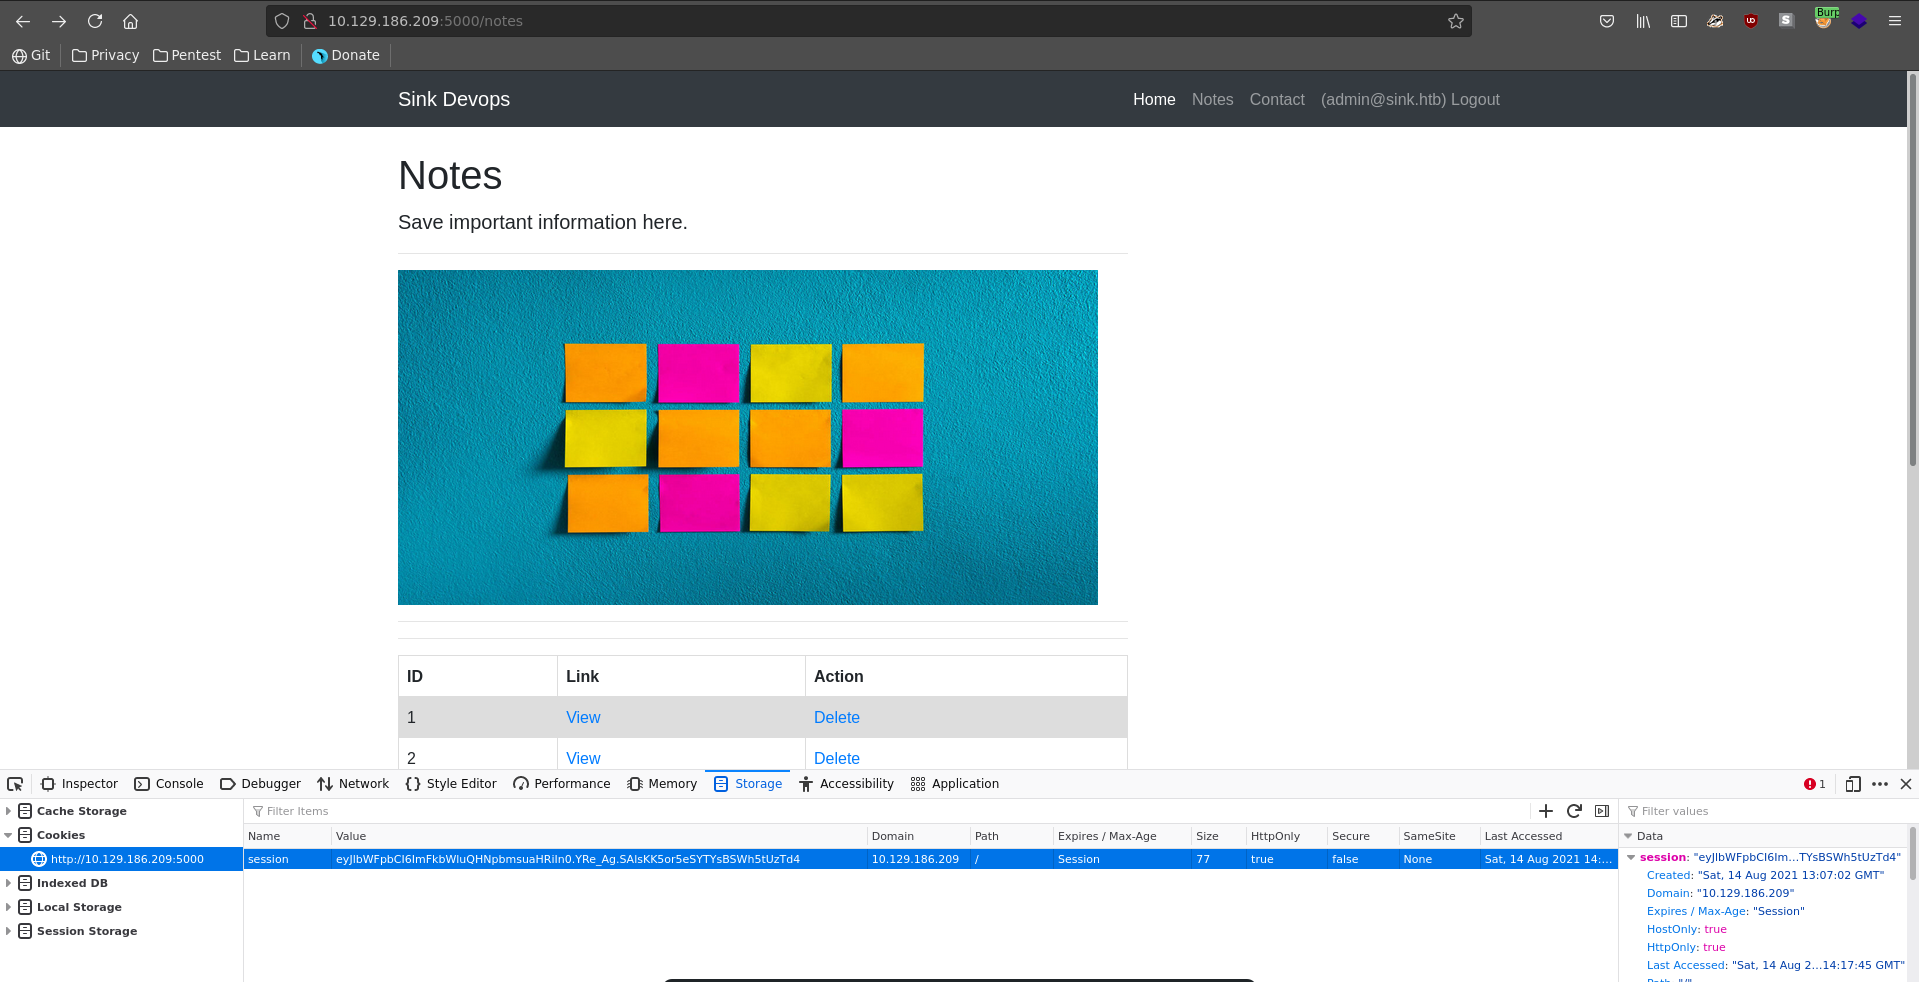 10.129.186.209:5000/notes
Burp
Git Privacy Pentest Learn Donate
Sink Devops Home Notes Contact (admin@sink.htb) Logout
Notes
Save important information here.
ID Link Action
1 View Delete
2 View Delete
Inspector Console Debugger Network Style Editor Performance Memory Storage Accessibility Application 1
Cache Storage Filter Items Filter values
Cookies Name Value Domain Path Expires / Max-Age Size HttpOnly Secure SameSite Last Accessed Data
http://10.129.186.209:5000 session eyJlbWFpbCI6ImFkbWluQHNpbmsuaHRiIn0.YRe_Ag.SAlsKK5or5eSYTYsBSWh5tUzTd4 10.129.186.209 / Session 77 true false None Sat, 14 Aug 2021 14:... session: "eyJlbWFpbCI6Im...TYsBSWh5tUzTd4"
Created: "Sat, 14 Aug 2021 13:07:02 GMT"
Indexed DB
Domain: "10.129.186.209"
Local Storage
Expires / Max-Age: "Session"
Session Storage
HostOnly: true
HttpOnly: true
Last Accessed: "Sat, 14 Aug 2...14:17:45 GMT"